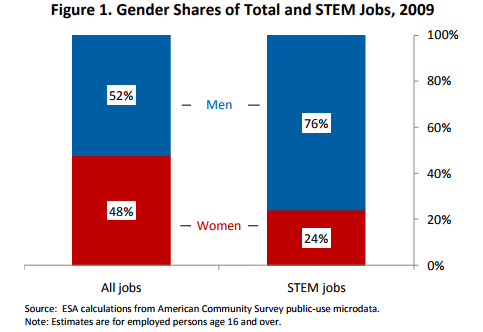 Figure 1. Gender Shares of Total and STEM Jobs, 2009
100%
80%
60%
40%
20%
0%
52%
Men
76%
48%
Women
24%
All jobs
STEM jobs
Source:  ESA calculations from American Community Survey public-use microdata.
Note: Estimates are for employed persons age 16 and over.